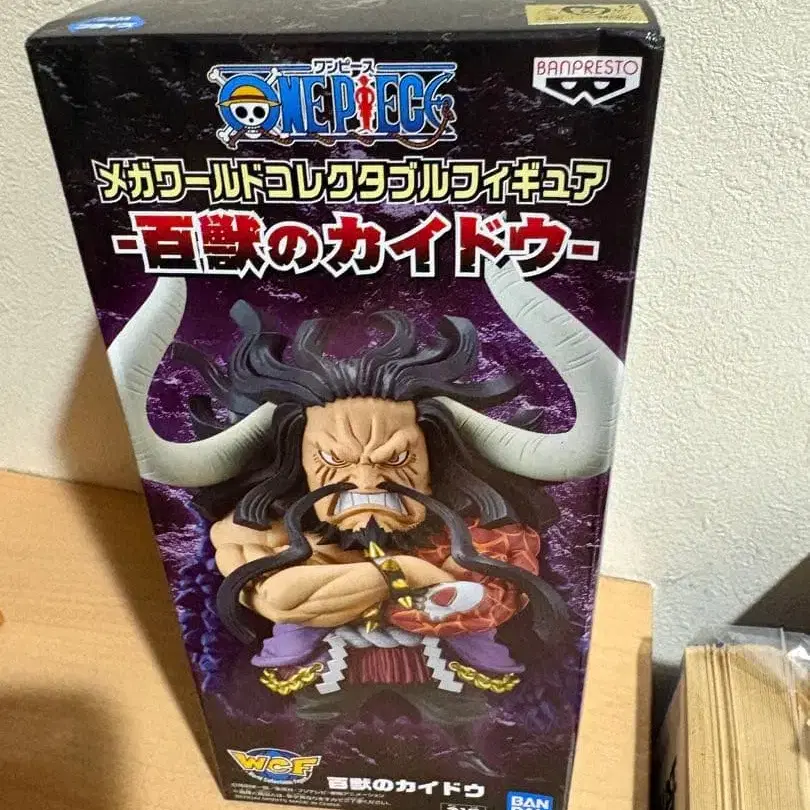 ワンピース
ONE PIECE
BANPRESTO
メガワールドコレクタブルフィギュア
-百獣のカイドウ-
WCF
百獣のカイドウ
BAN